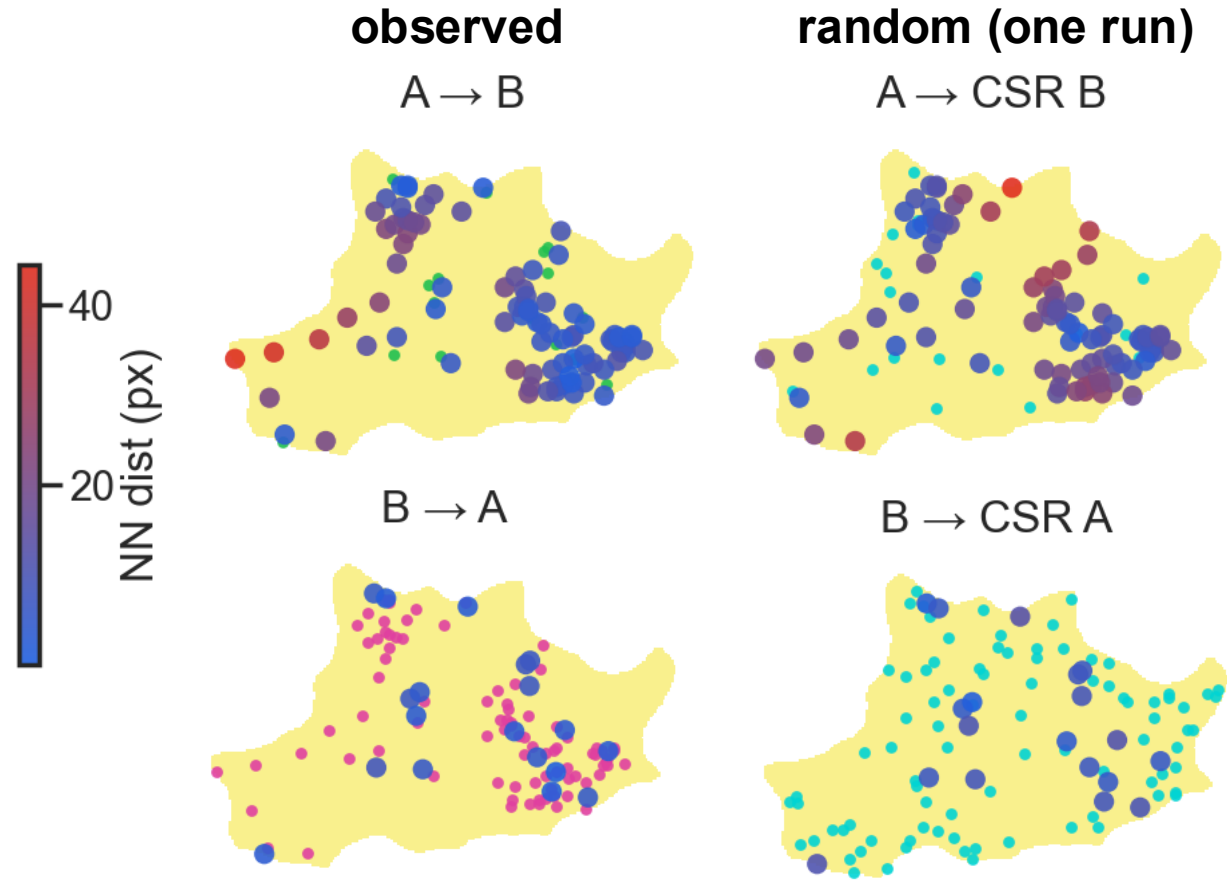 observed
random (one run)
A → B
A → CSR B
40
20
NN dist (px)
B → A
B → CSR A